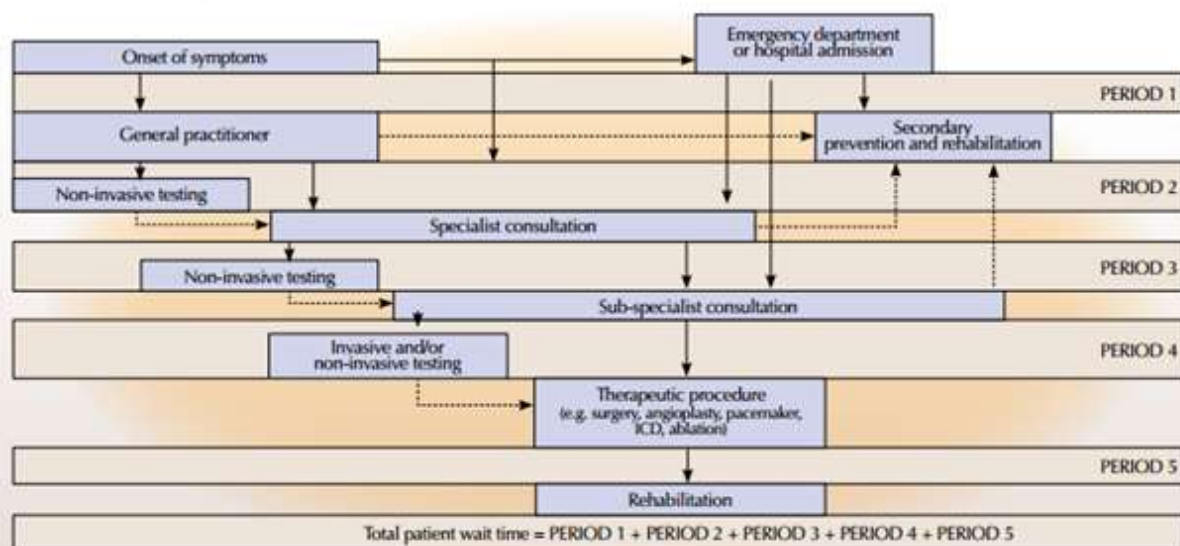 Emergency department
or hospital admission
Onset of symptoms
PERIOD 1
General practitioner
Secondary
prevention and rehabilitation
Non-invasive testing
PERIOD 2
Specialist consultation
Non-invasive testing
PERIOD 3
Sub-specialist consultation
Invasive and/or
non-invasive testing
PERIOD 4
Therapeutic procedure
(e.g. surgery, angioplasty, pacemaker,
ICD, ablation)
PERIOD 5
Rehabilitation
Total patient wait time = PERIOD 1 + PERIOD 2 + PERIOD 3 + PERIOD 4 + PERIOD 5